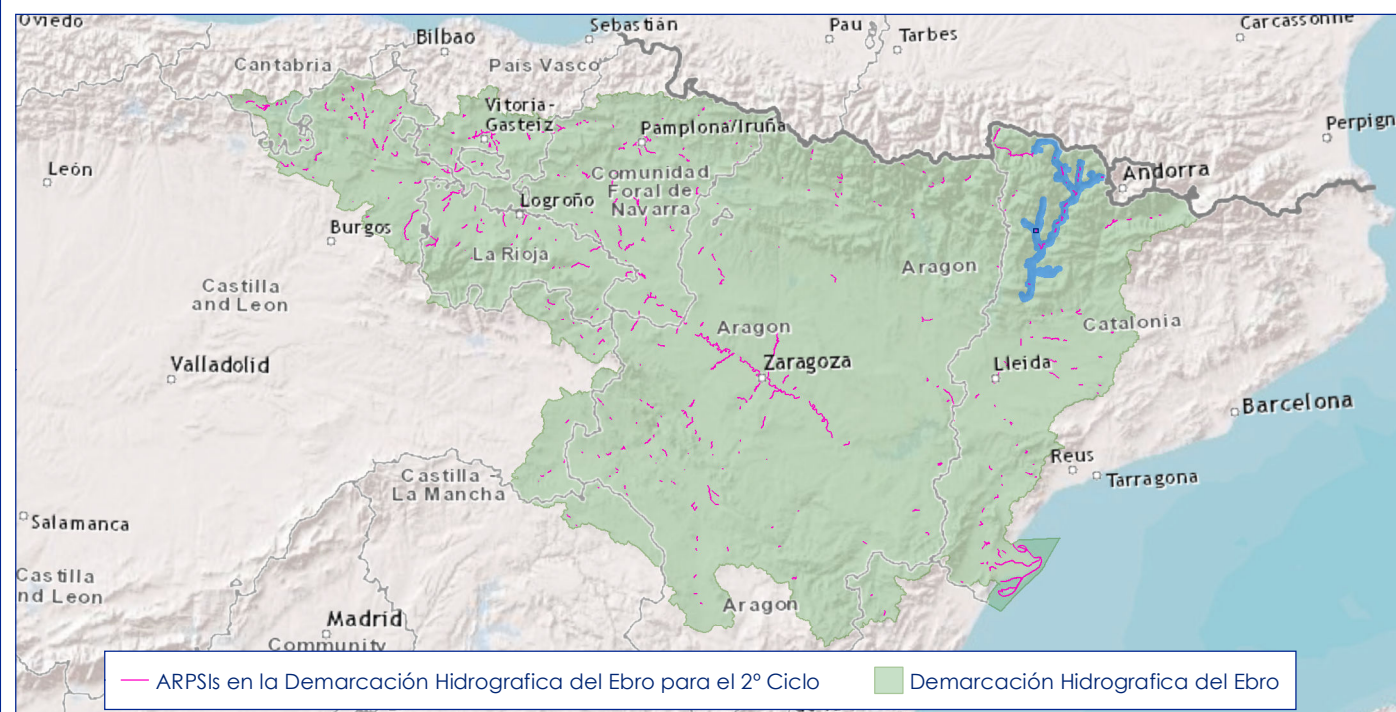 Oviedo
Bilbao
Sebastián
Pau
Tarbes
Carcassonne
Cantabria
País Vasco
Vitoria-
Gasteiz
Pamplona/Iruña
Perpign
León
Comunidad
Foral de
Navarra
Andorra
Logroño
Burgos
La Rioja
Aragon
Castilla
and Leon
Aragon
Catalonia
Valladolid
Zaragoza
Lleida
Barcelona
Reus
Tarragona
Castilla
La Mancha
Salamanca
Castilla
nd Leon
Aragon
Madrid
Community
ARPSIs en la Demarcación Hidrografica del Ebro para el 2º Ciclo
Demarcación Hidrografica del Ebro